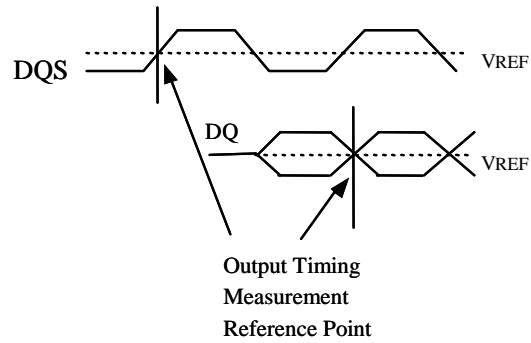 DQS
VREF
DQ
VREF
Output Timing
Measurement
Reference Point